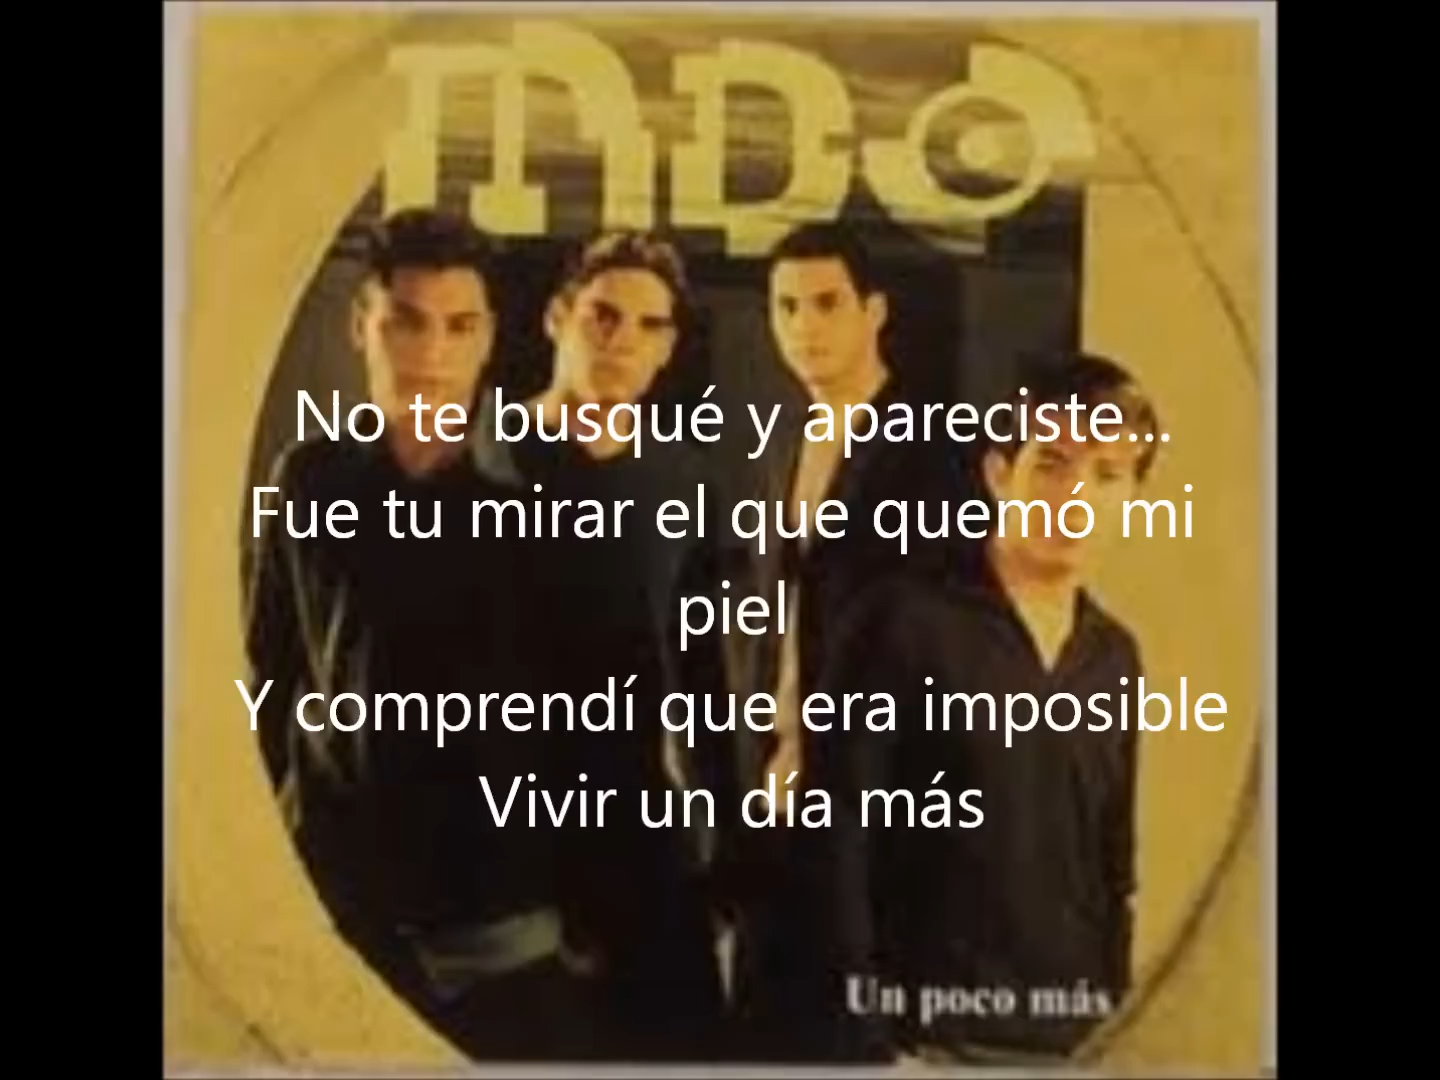 MDO
No te busqué y apareciste...
Fue tu mirar el que quemó mi
piel
Y comprendí que era imposible
Vivir un día más
Un poco más